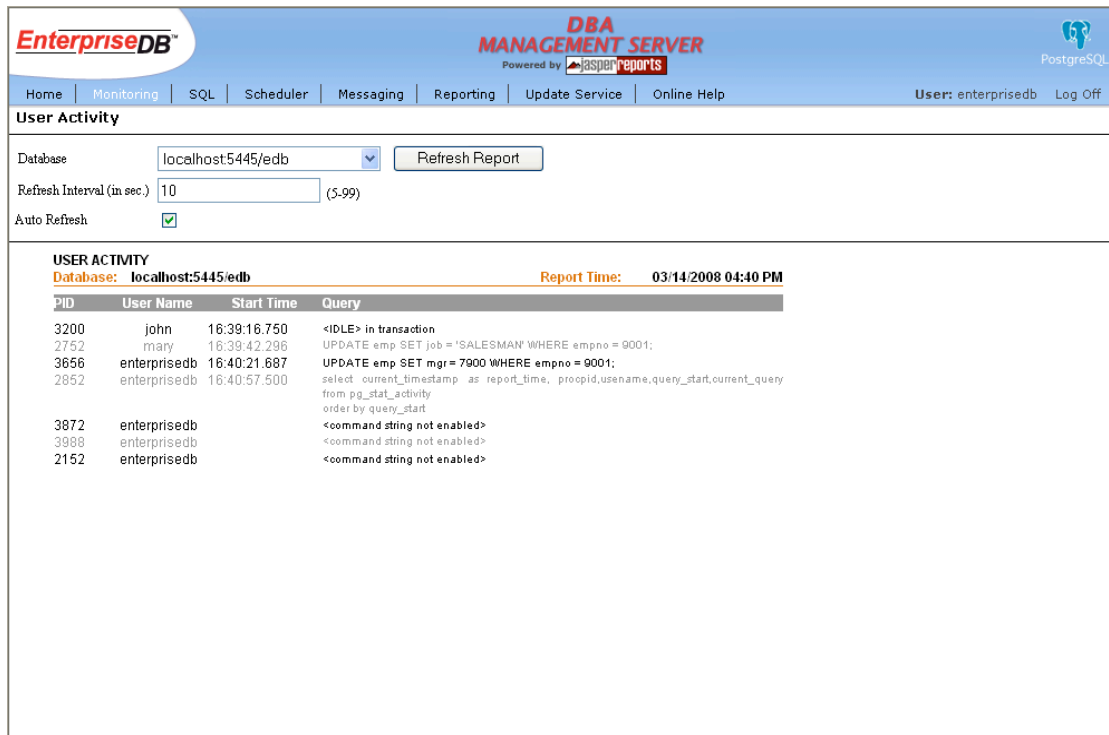 EnterpriseDB™
DBA
MANAGEMENT SERVER
Powered by jasperreports
PostgreSQL
Home | Monitoring | SQL | Scheduler | Messaging | Reporting | Update Service | Online Help User: enterprisedb Log Off
User Activity
Database localhost:5445/edb Refresh Report
Refresh Interval (in sec.) 10 (5-99)
Auto Refresh
USER ACTIVITY
Database: localhost:5445/edb Report Time: 03/14/2008 04:40 PM
PID User Name Start Time Query
3200 john 16:39:16.750 <IDLE> in transaction
2752 mary 16:39:42.296 UPDATE emp SET job = 'SALESMAN' WHERE empno = 9001;
3656 enterprisedb 16:40:21.687 UPDATE emp SET mgr = 7900 WHERE empno = 9001;
2852 enterprisedb 16:40:57.500 select current_timestamp as report_time, procpid,usename,query_start,current_query
from pg_stat_activity
order by query_start
3872 enterprisedb <command string not enabled>
3988 enterprisedb <command string not enabled>
2152 enterprisedb <command string not enabled>